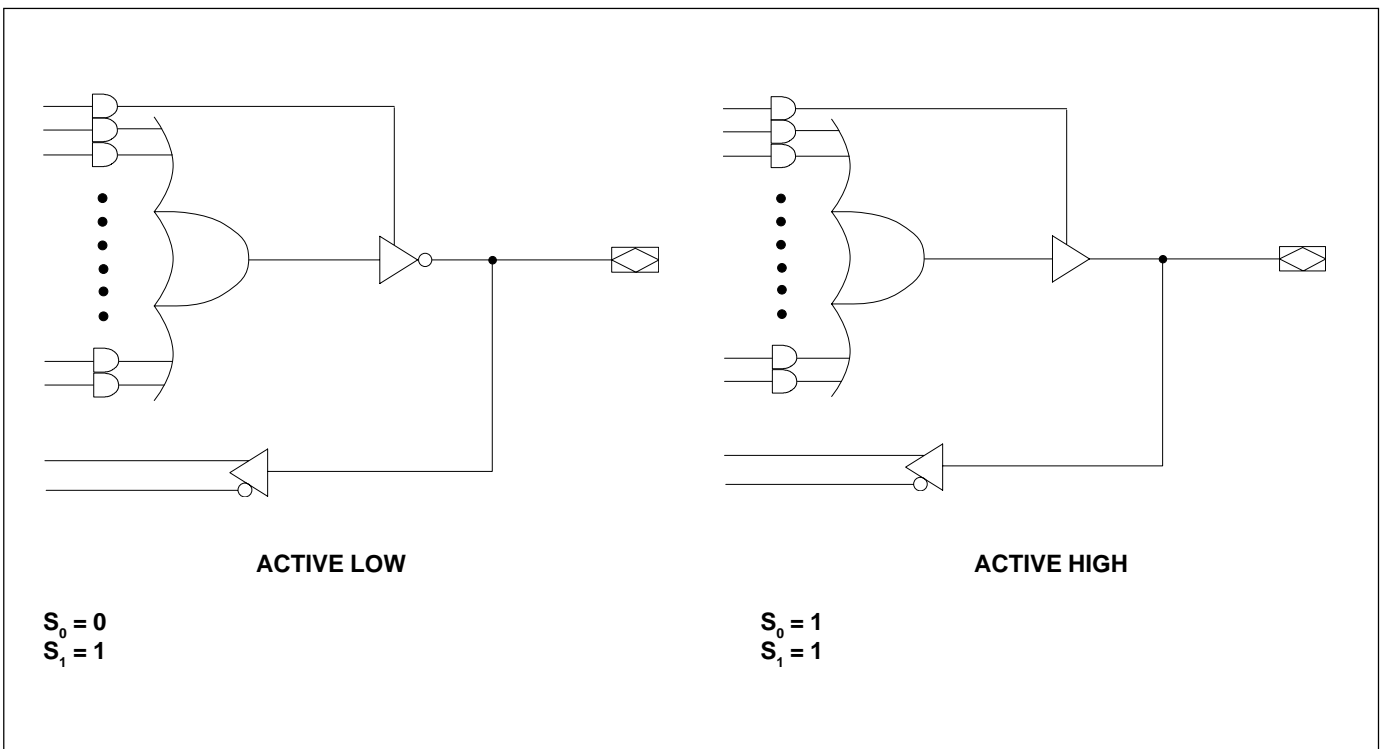 ACTIVE LOW
ACTIVE HIGH
S₀ = 0
S₁ = 1
S₀ = 1
S₁ = 1